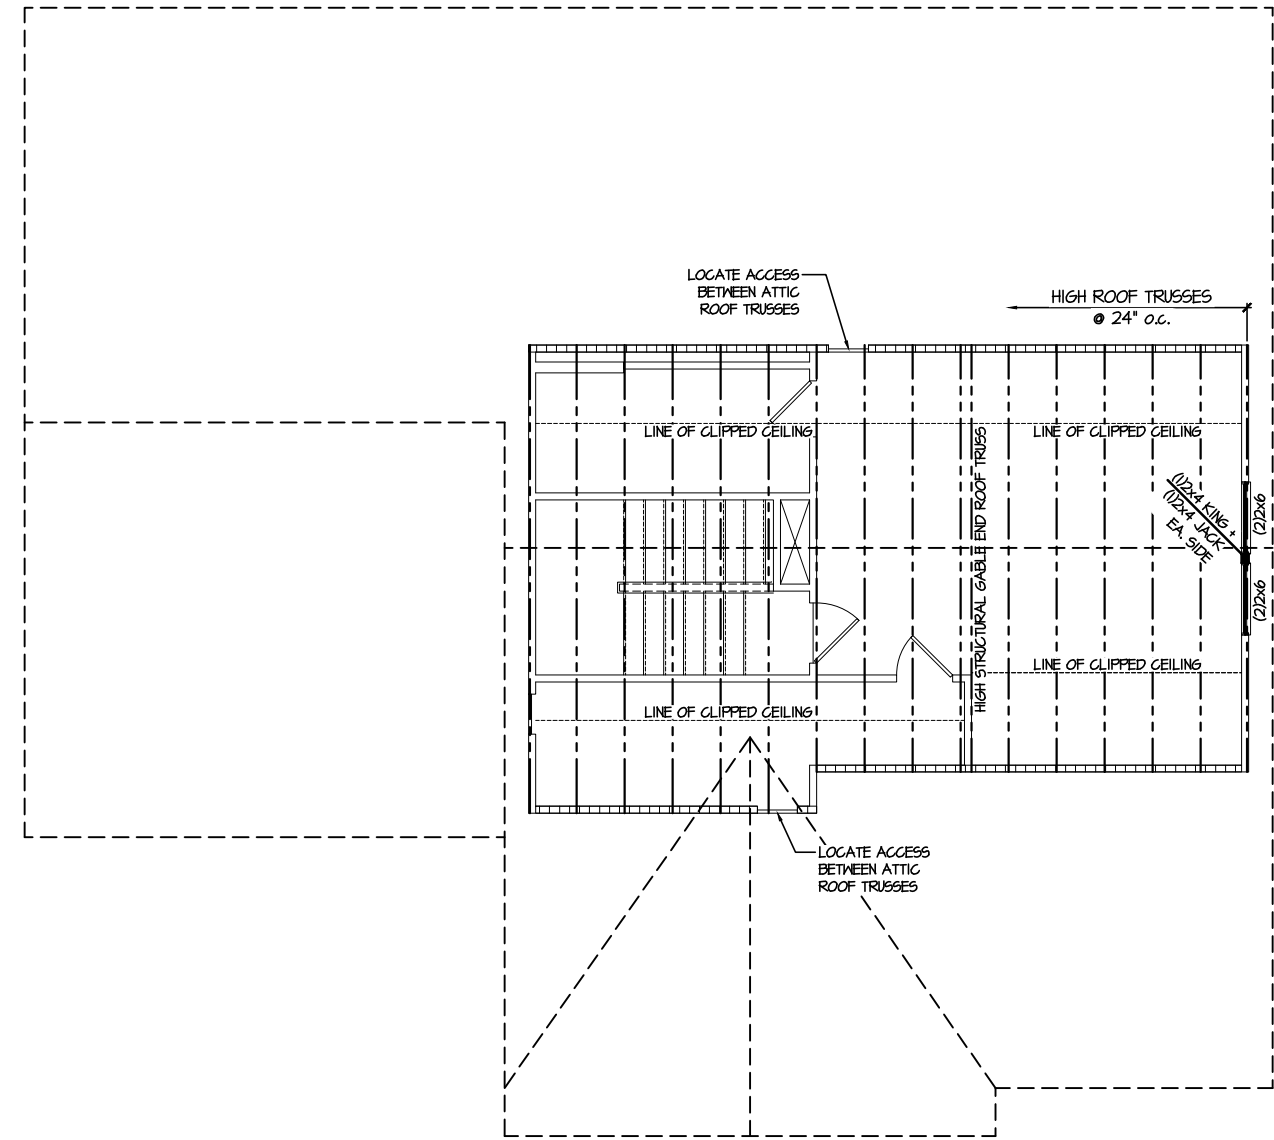 LOCATE ACCESS
BETWEEN ATTIC
ROOF TRUSSES
HIGH ROOF TRUSSES
@ 24" o.c.
LINE OF CLIPPED CEILING
LINE OF CLIPPED CEILING
HIGH STRUCTURAL GABLE END ROOF TRUSS
(1)2x4 KING +
(1)2x4 JACK
EA. SIDE
(2)2x6
(2)2x6
LINE OF CLIPPED CEILING
LINE OF CLIPPED CEILING
LOCATE ACCESS
BETWEEN ATTIC
ROOF TRUSSES